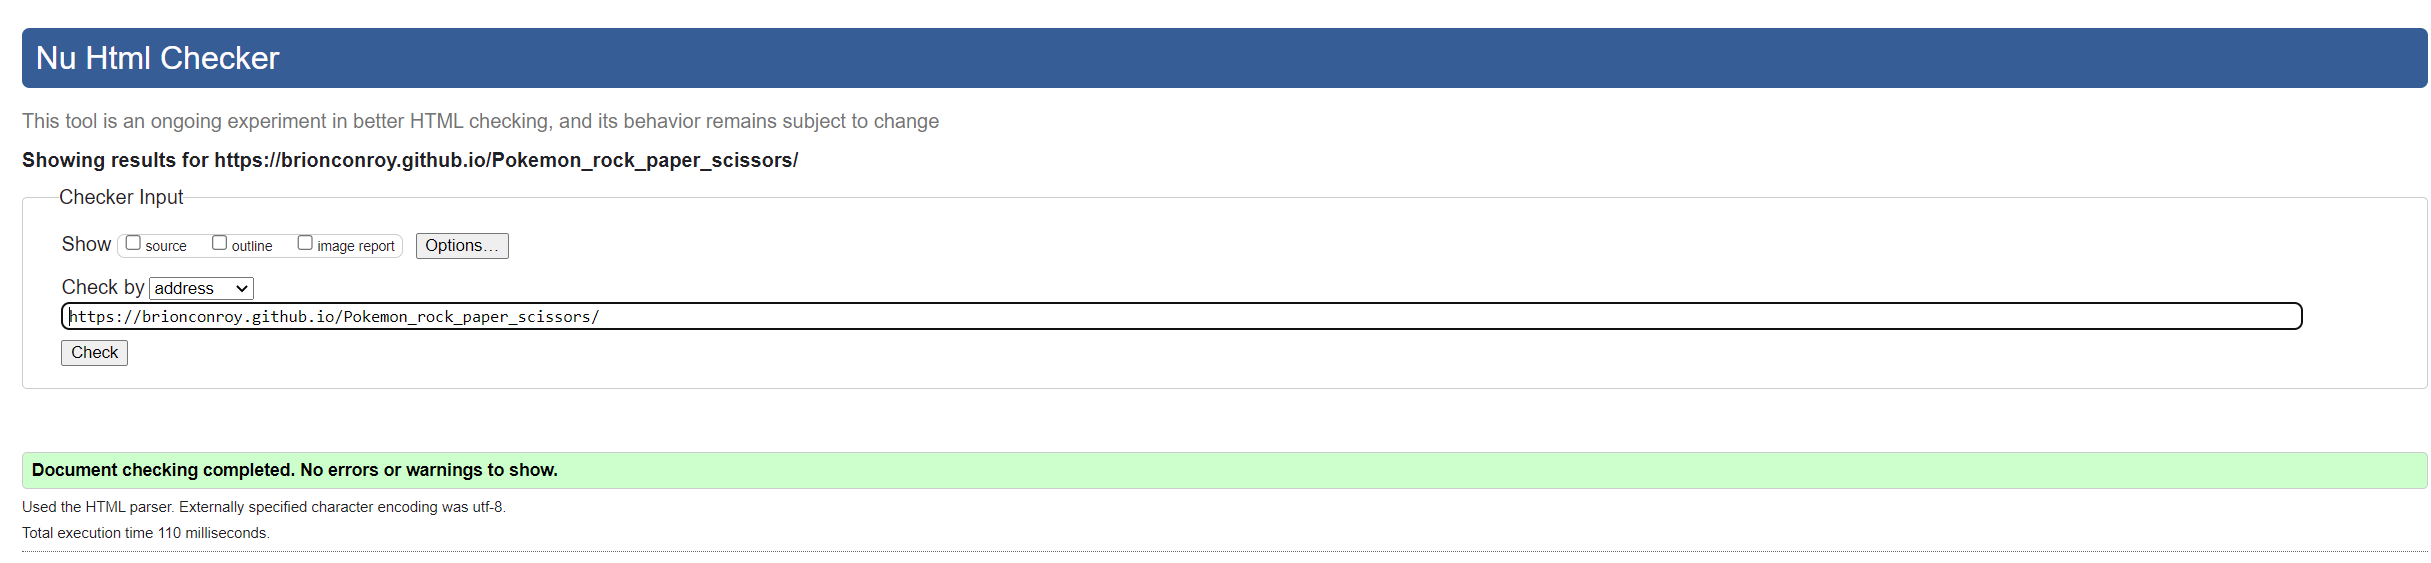 Nu Html Checker
This tool is an ongoing experiment in better HTML checking, and its behavior remains subject to change
Showing results for https://brionconroy.github.io/Pokemon_rock_paper_scissors/
Checker Input
Show source outline image report Options...
Check by address
https://brionconroy.github.io/Pokemon_rock_paper_scissors/
Check
Document checking completed. No errors or warnings to show.
Used the HTML parser. Externally specified character encoding was utf-8.
Total execution time 110 milliseconds.